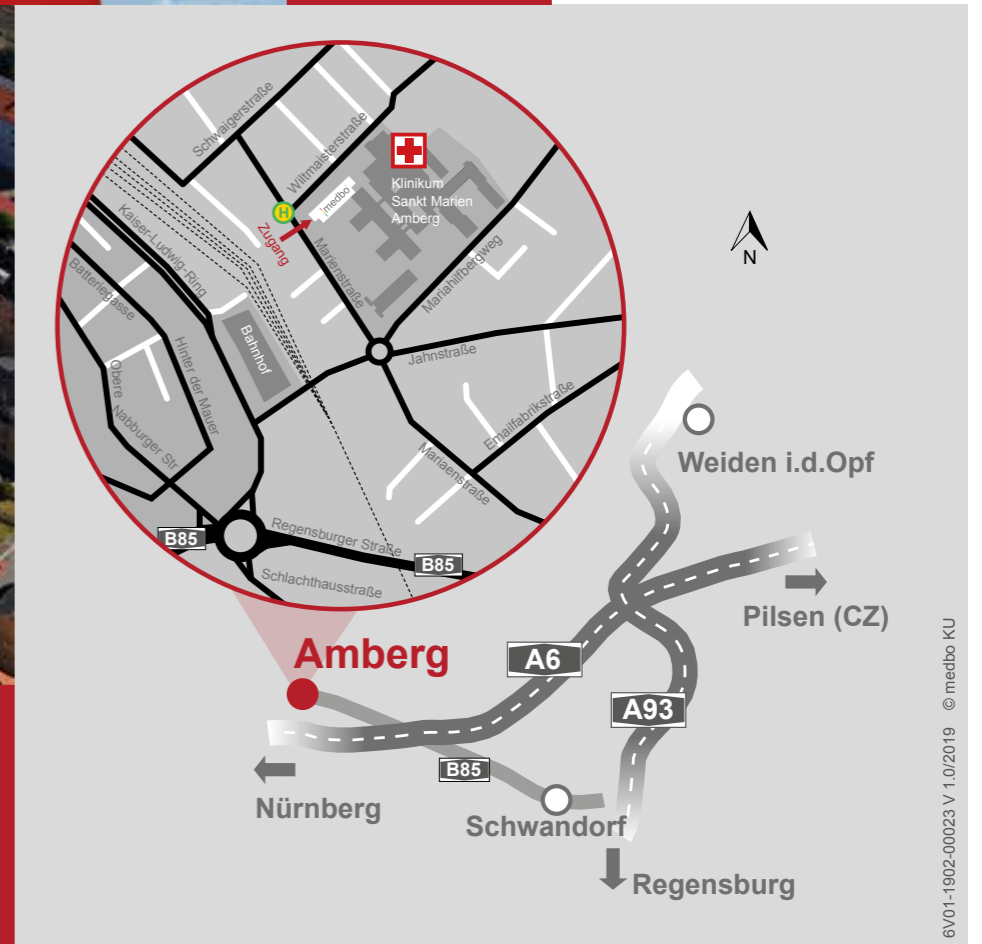 Schwaigerstraße
Wiltmaisterstraße
Klinikum
Sankt Marien
Amberg
medbo
H
Zugang
Kaiser-Ludwig-Ring
Marienstraße
Mariahilfbergweg
Batteriegasse
Bahnhof
Hinter der Mauer
Jahnstraße
Obere
Nabburger Str
Emailfabrikstraße
Mariaenstraße
Regensburger Straße
B85
B85
Schlachthausstraße
N
Weiden i.d.Opf
Pilsen (CZ)
Amberg
A6
A93
B85
Nürnberg
Schwandorf
Regensburg
6V01-1902-00023 V 1.0/2019 © medbo KU